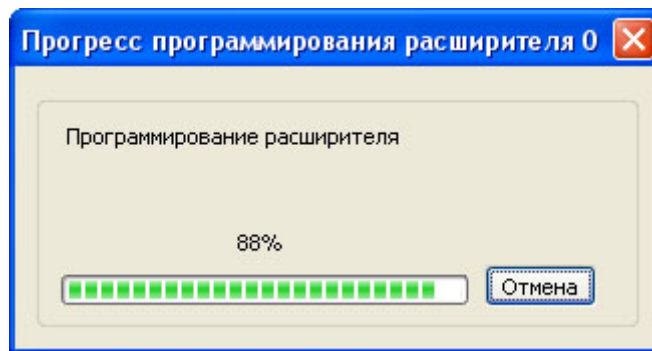 Прогресс программирования расширителя 0
Программирование расширителя
88%
Отмена